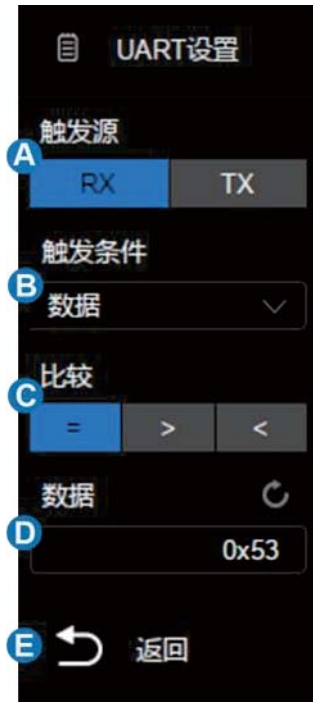 UART设置
触发源
A
RX TX
触发条件
B
数据
比较
C
= > <
数据
D
0x53
E 返回